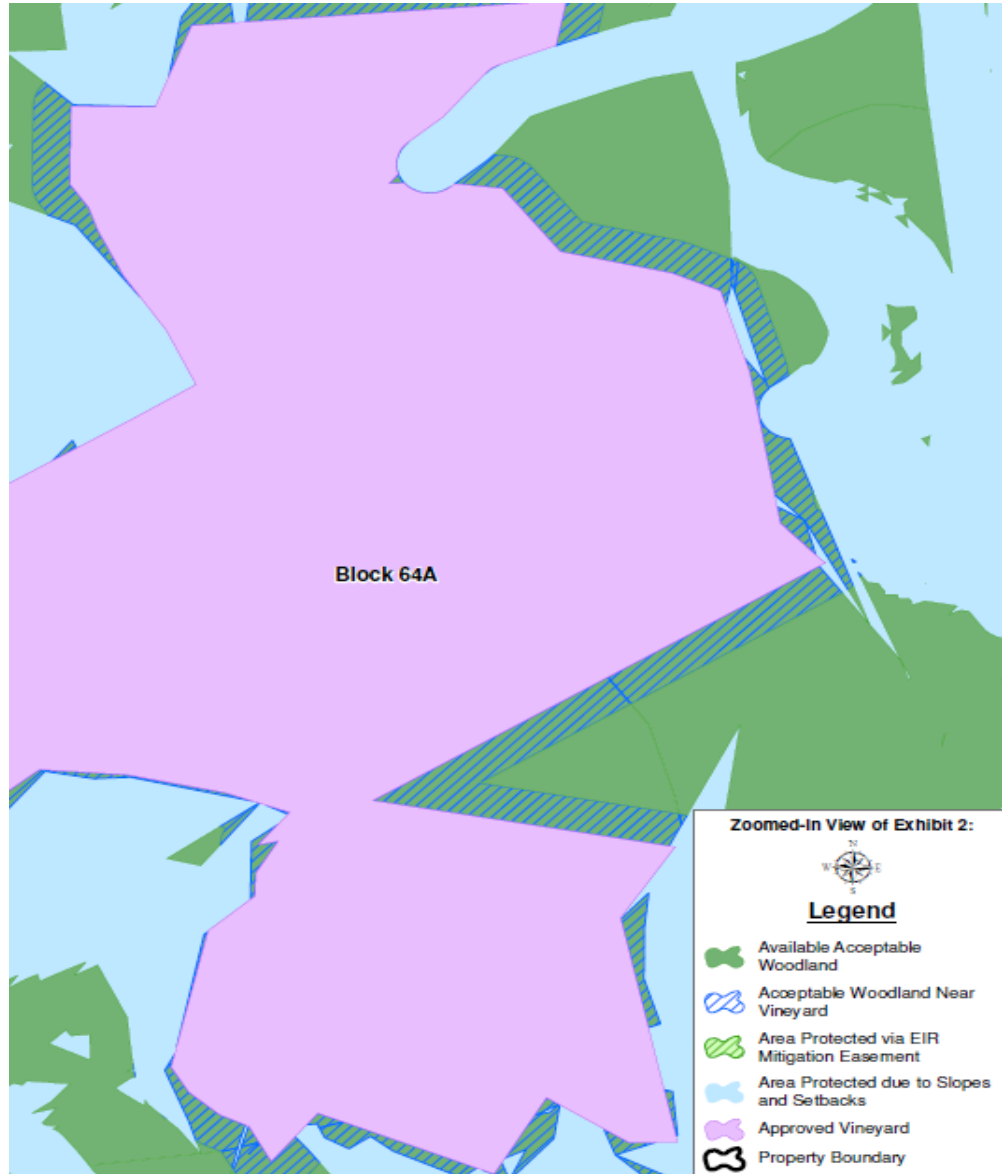 Block 64A
Zoomed-In View of Exhibit 2:
N
W E
S
Legend
Available Acceptable
Woodland
Acceptable Woodland Near
Vineyard
Area Protected via EIR
Mitigation Easement
Area Protected due to Slopes
and Setbacks
Approved Vineyard
Property Boundary